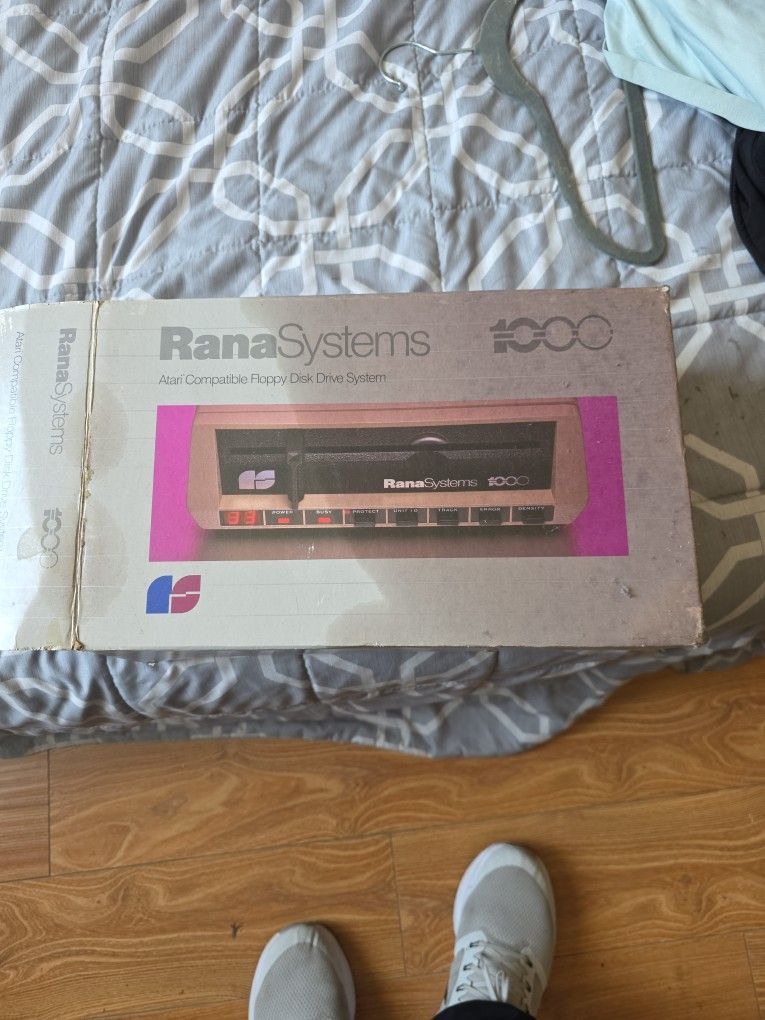 RanaSystems 1000
Atari Compatible Floppy Disk Drive System
RanaSystems 1000
83 POWER BUSY PROTECT UNIT ID TRACK ERROR DENSITY
RanaSystems 1000
Atari Compatible Floppy Disk Drive System